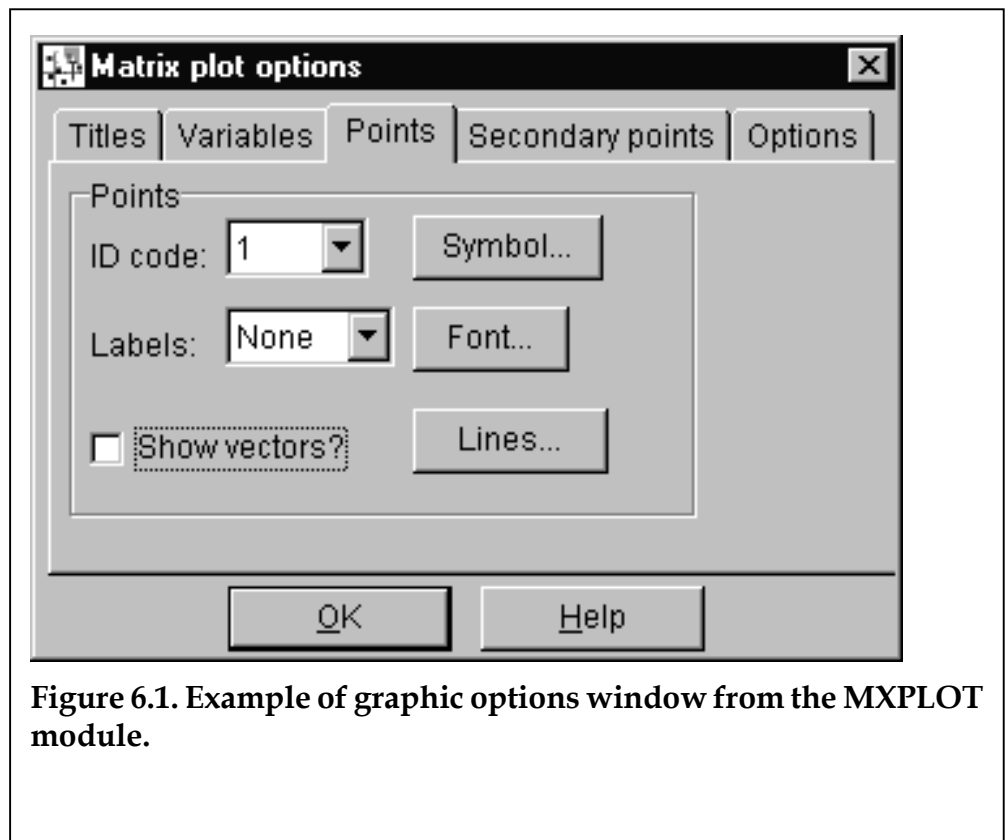 Matrix plot options
Titles Variables Points Secondary points Options
Points
ID code: 1 Symbol...
Labels: None Font...
Show vectors? Lines...
OK Help
Figure 6.1. Example of graphic options window from the MXPLOT
module.